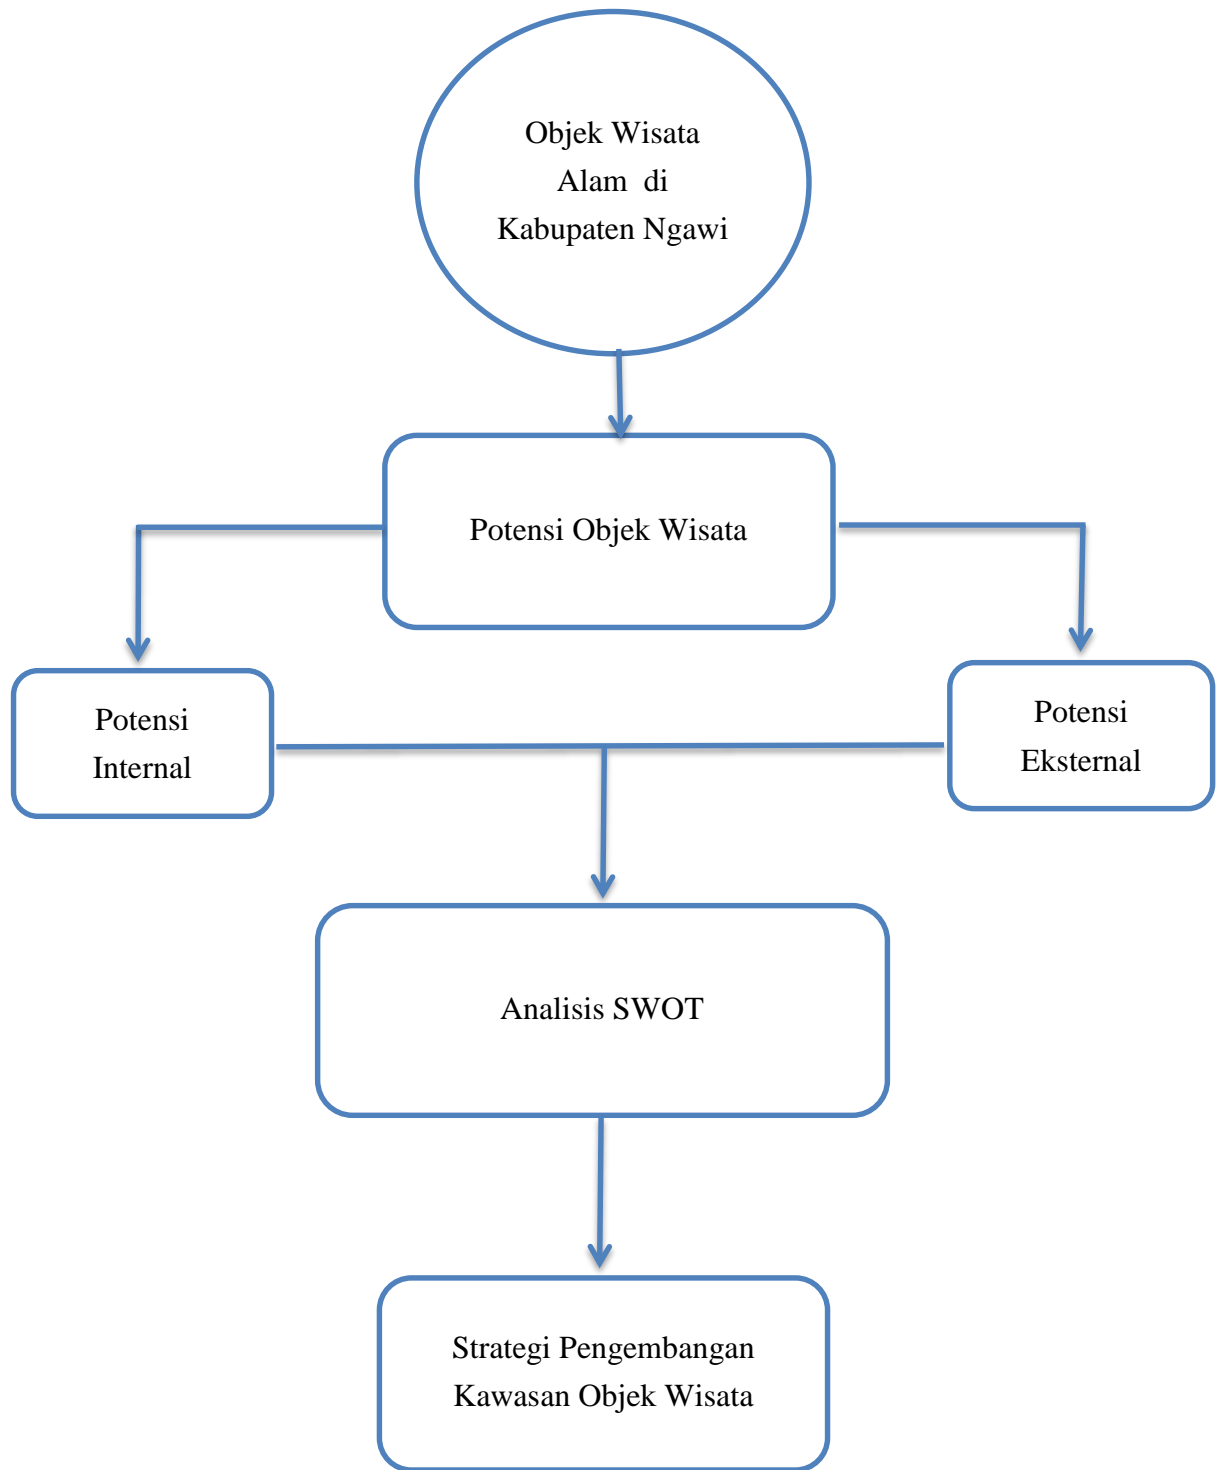 Objek Wisata
Alam di
Kabupaten Ngawi
Potensi Objek Wisata
Potensi
Internal
Potensi
Eksternal
Analisis SWOT
Strategi Pengembangan
Kawasan Objek Wisata